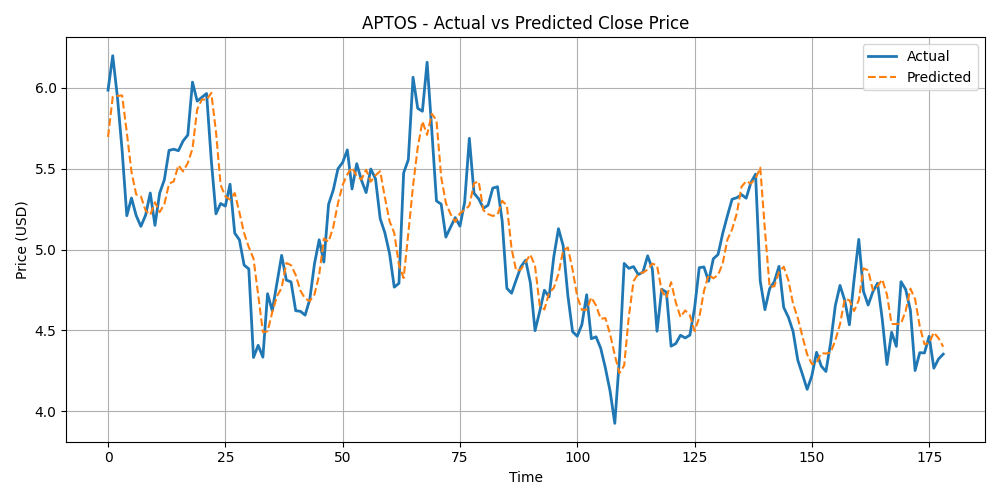 APTOS - Actual vs Predicted Close Price
Actual
Predicted
Price (USD)
6.0
5.5
5.0
4.5
4.0
0 25 50 75 100 125 150 175
Time